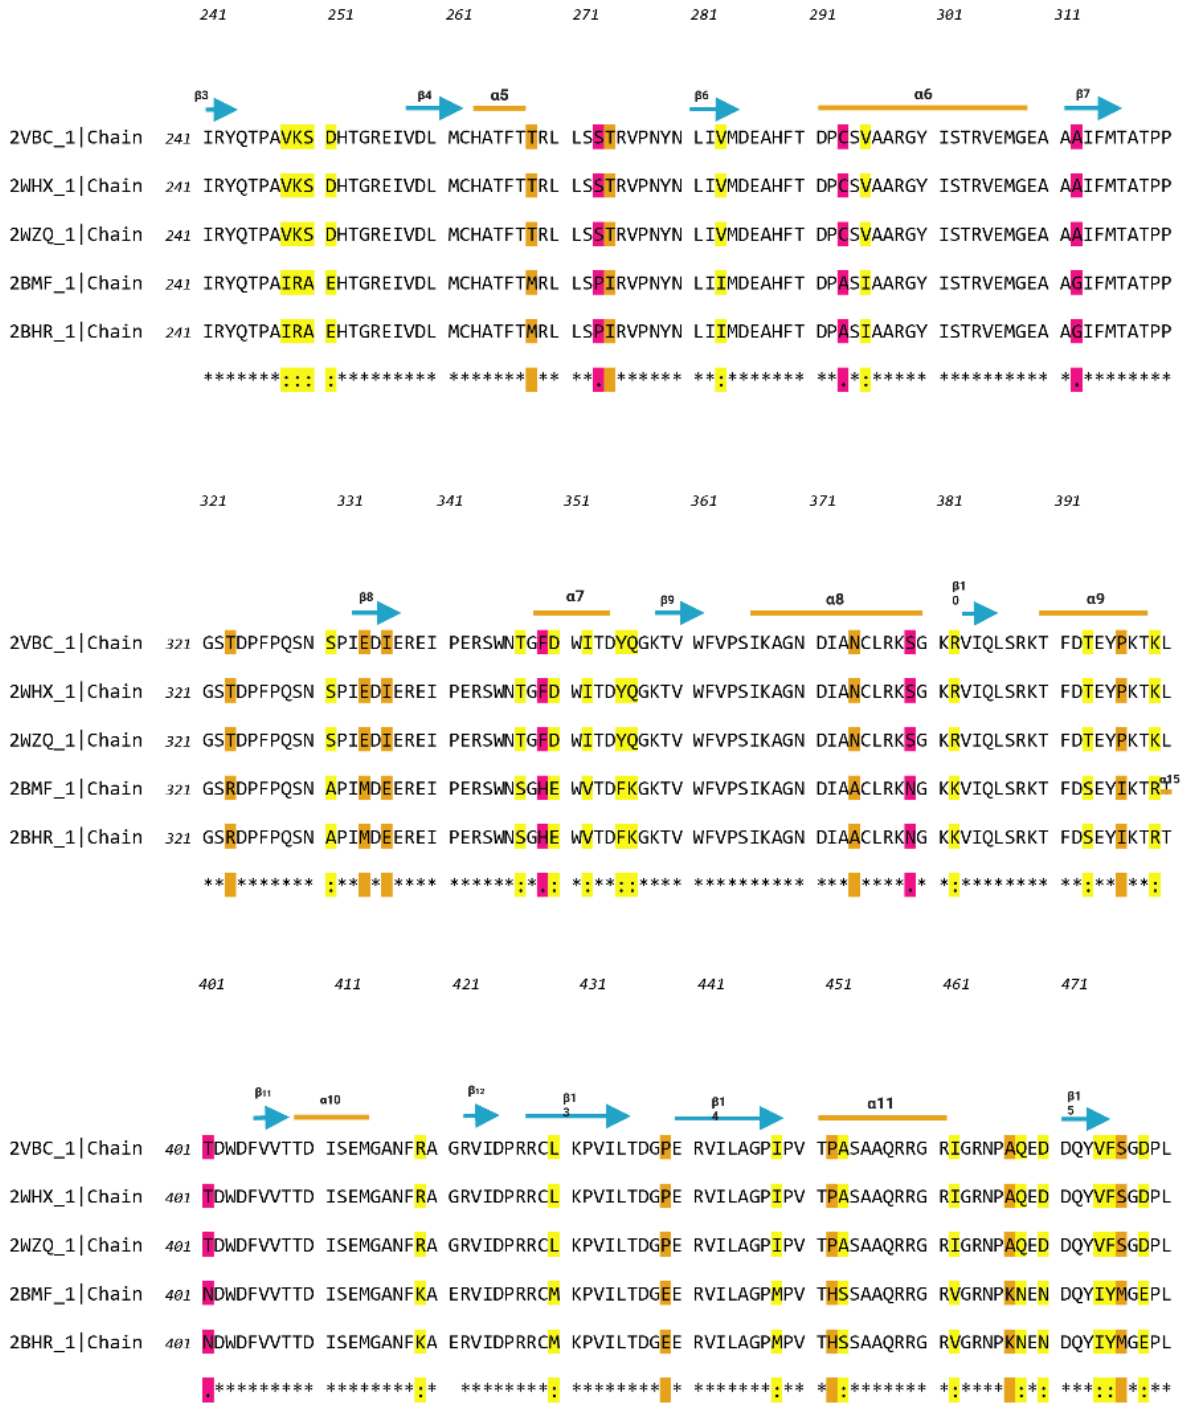 241 251 261 271 281 291 301 311
β3 β4 α5 β6 α6 β7
2VBC_1|Chain 241 IRYQTPAVKS DHTGREIVDL MCHATFTTRL LSSTRVPNYN LIVMDEAHFT DPCSVAARGY ISTRVEMGEA AAIFMTATPP
2WHX_1|Chain 241 IRYQTPAVKS DHTGREIVDL MCHATFTTRL LSSTRVPNYN LIVMDEAHFT DPCSVAARGY ISTRVEMGEA AAIFMTATPP
2WZQ_1|Chain 241 IRYQTPAVKS DHTGREIVDL MCHATFTTRL LSSTRVPNYN LIVMDEAHFT DPCSVAARGY ISTRVEMGEA AAIFMTATPP
2BMF_1|Chain 241 IRYQTPAIRA EHTGREIVDL MCHATFTMRL LSPIRVPNYN LIIMDEAHFT DPASIAARGY ISTRVEMGEA AGIFMTATPP
2BHR_1|Chain 241 IRYQTPAIRA EHTGREIVDL MCHATFTMRL LSPIRVPNYN LIIMDEAHFT DPASIAARGY ISTRVEMGEA AGIFMTATPP
*******::: :********* ******* ** **. ****** **:******* **.*:***** ********** *.********
321 331 341 351 361 371 381 391
β8 α7 β9 α8 β10 α9
2VBC_1|Chain 321 GSTDPFPQSN SPIEDIEREI PERSWNTGFD WITDYQGKTV WFVPSIKAGN DIANCLRKSG KRVIQLSRKT FDTEYPKTKL
2WHX_1|Chain 321 GSTDPFPQSN SPIEDIEREI PERSWNTGFD WITDYQGKTV WFVPSIKAGN DIANCLRKSG KRVIQLSRKT FDTEYPKTKL
2WZQ_1|Chain 321 GSTDPFPQSN SPIEDIEREI PERSWNTGFD WITDYQGKTV WFVPSIKAGN DIANCLRKSG KRVIQLSRKT FDTEYPKTKL
2BMF_1|Chain 321 GSRDPFPQSN APIMDEEREI PERSWNSGHE WVTDFKGKTV WFVPSIKAGN DIAACLRKNG KKVIQLSRKT FDSEYIKTR α15
2BHR_1|Chain 321 GSRDPFPQSN APIMDEEREI PERSWNSGHE WVTDFKGKTV WFVPSIKAGN DIAACLRKNG KKVIQLSRKT FDSEYIKTRT
** ******* :** * **** ******:*.: *:**::**** ********** *** ****.* *:******** **:** **:
401 411 421 431 441 451 461 471
β11 α10 β12 β13 β14 α11 β15
2VBC_1|Chain 401 TDWDFVVTTD ISEMGANFRA GRVIDPRRCL KPVILTDGPE RVILAGPIPV TPASAAQRRG RIGRNPAQED DQYVFSGDPL
2WHX_1|Chain 401 TDWDFVVTTD ISEMGANFRA GRVIDPRRCL KPVILTDGPE RVILAGPIPV TPASAAQRRG RIGRNPAQED DQYVFSGDPL
2WZQ_1|Chain 401 TDWDFVVTTD ISEMGANFRA GRVIDPRRCL KPVILTDGPE RVILAGPIPV TPASAAQRRG RIGRNPAQED DQYVFSGDPL
2BMF_1|Chain 401 NDWDFVVTTD ISEMGANFKA ERVIDPRRCM KPVILTDGEE RVILAGPMPV THSSAAQRRG RVGRNPKNEN DQYIYMGEPL
2BHR_1|Chain 401 NDWDFVVTTD ISEMGANFKA ERVIDPRRCM KPVILTDGEE RVILAGPMPV THSSAAQRRG RVGRNPKNEN DQYIYMGEPL
.********* ********:* ********: ******** * *******:** * :******* *:**** :*: ***:: *:**